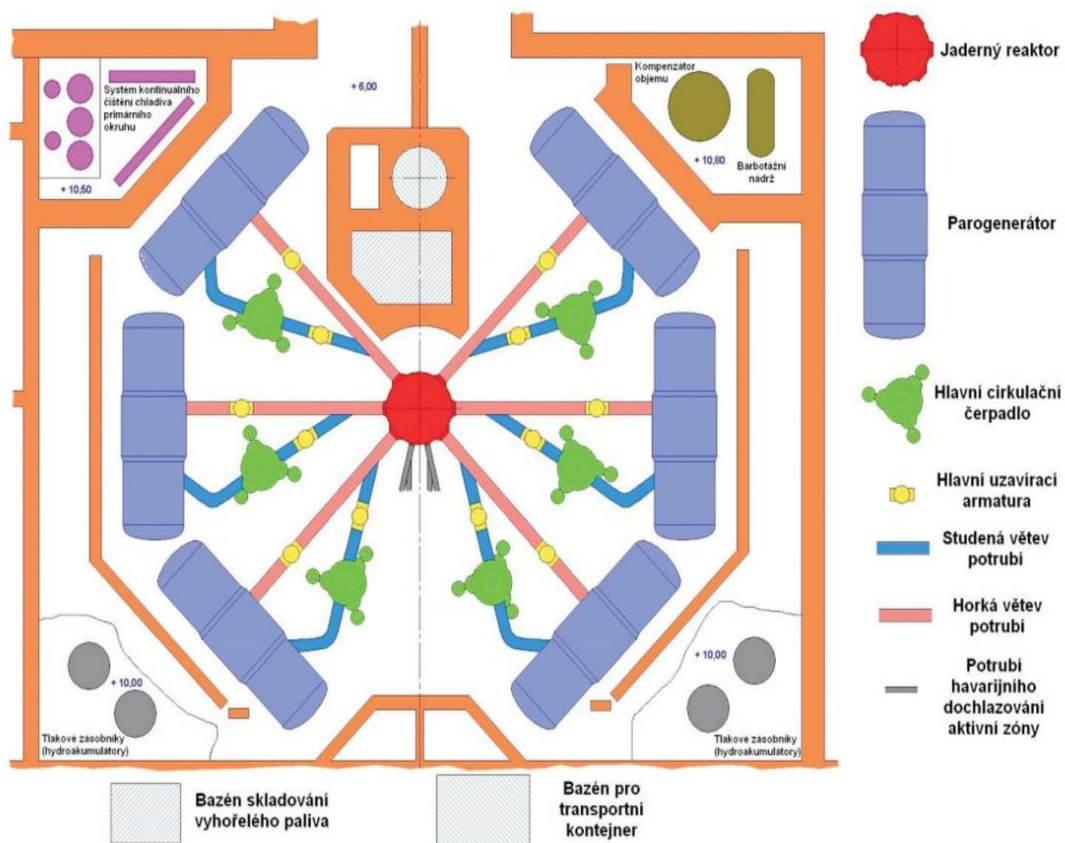 Systém kontinuálního
čištění chladiva
primárního
okruhu
+ 10,50
+ 6,00
Kompenzátor
objemu
+ 10,80
Barbotážní
nádrž
+ 10,00
Tlakové zásobníky
(hydroakumulátory)
+ 10,00
Tlakové zásobníky
(hydroakumulátory)
Jaderný reaktor
Parogenerátor
Hlavní cirkulační
čerpadlo
Hlavní uzavírací
armatura
Studená větev
potrubí
Horká větev
potrubí
Potrubí
havarijního
dochlazování
aktivní zóny
Bazén skladování
vyhořelého paliva
Bazén pro
transportní
kontejner